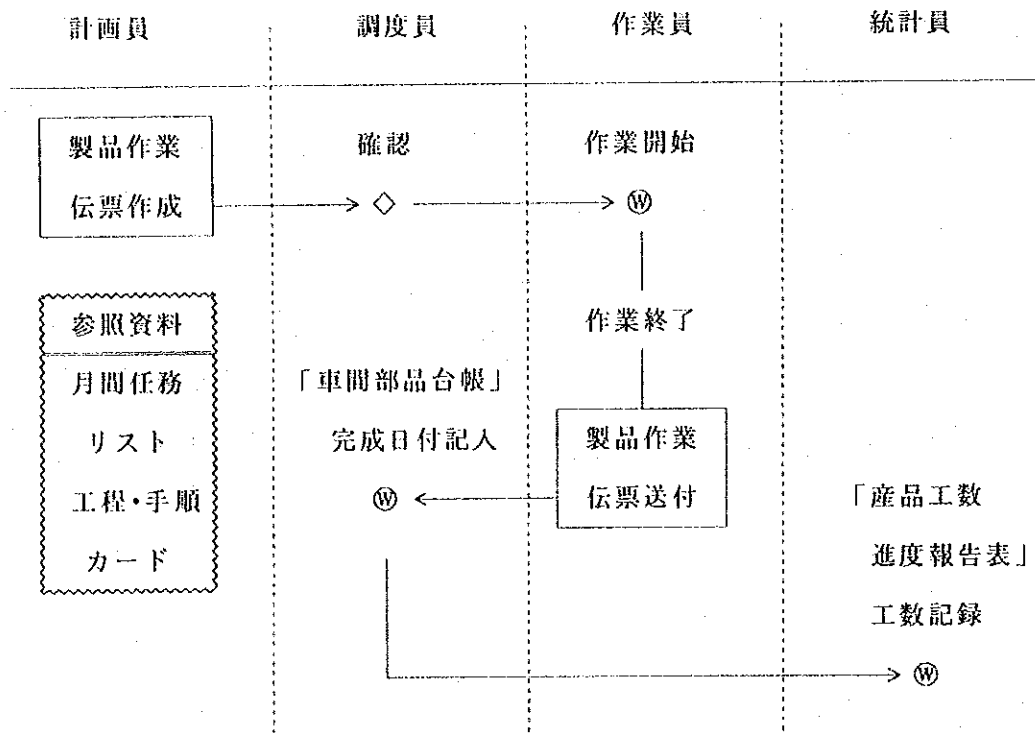 計画員 調度員 作業員 統計員
製品作業
伝票作成
確認
◇
作業開始
Ⓦ
参照資料
月間任務
リスト
工程・手順
カード
作業終了
「車間部品台帳」
完成日付記入
Ⓦ
製品作業
伝票送付
「産品工数
進度報告表」
工数記録
Ⓦ